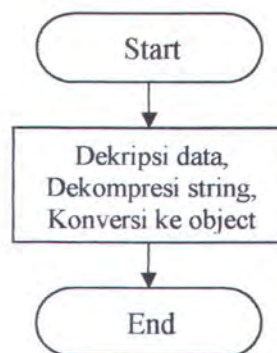 Start
Dekripsi data,
Dekompresi string,
Konversi ke object
End